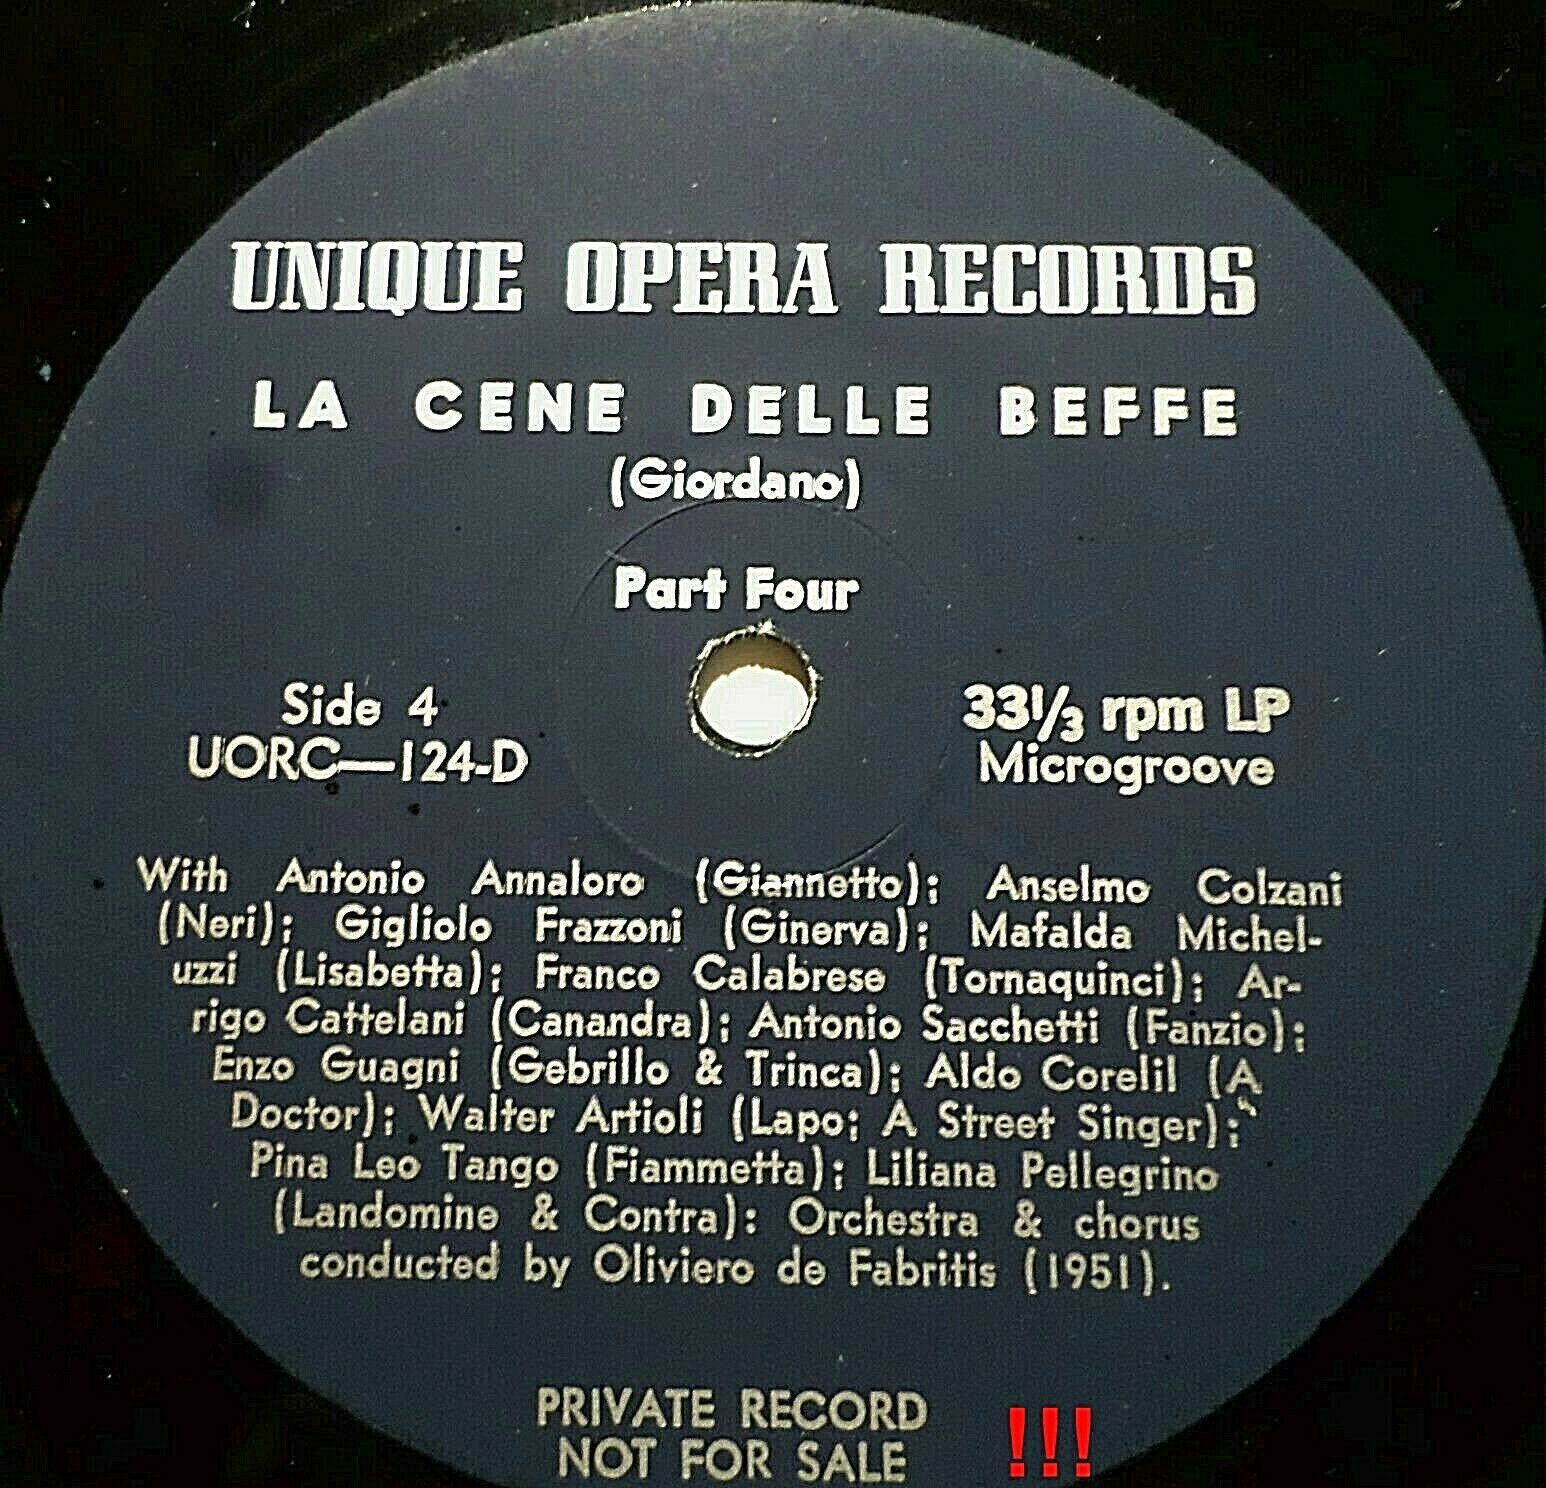 UNIQUE OPERA RECORDS
LA CENE DELLE BEFFE
(Giordano)
Part Four
Side 4
UORC—124-D
33⅓ rpm LP
Microgroove
With Antonio Annaloro (Giannetto); Anselmo Colzani
(Neri); Gigliolo Frazzoni (Ginerva); Mafalda Michel-
uzzi (Lisabetta); Franco Calabrese (Tornaquinci); Ar-
rigo Cattelani (Canandra); Antonio Sacchetti (Fanzio);
Enzo Guagni (Gebrillo & Trinca); Aldo Corelil (A
Doctor); Walter Artioli (Lapo; A Street Singer);
Pina Leo Tango (Fiammetta); Liliana Pellegrino
(Landomine & Contra): Orchestra & chorus
conducted by Oliviero de Fabritis (1951).
PRIVATE RECORD
NOT FOR SALE !!!